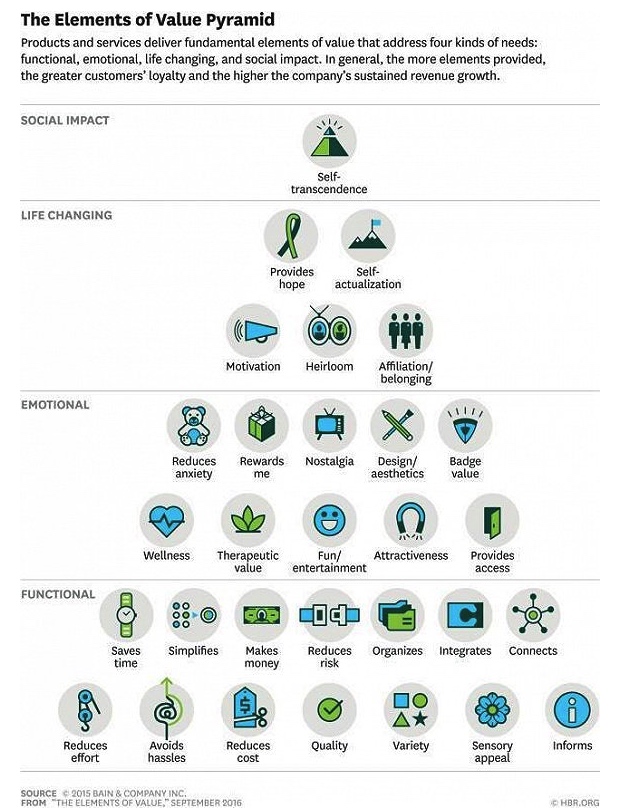 The Elements of Value Pyramid
Products and services deliver fundamental elements of value that address four kinds of needs:
functional, emotional, life changing, and social impact. In general, the more elements provided,
the greater customers’ loyalty and the higher the company’s sustained revenue growth.
SOCIAL IMPACT
Self-
transcendence
LIFE CHANGING
Provides
hope
Self-
actualization
Motivation
Heirloom
Affiliation/
belonging
EMOTIONAL
Reduces
anxiety
Rewards
me
Nostalgia
Design/
aesthetics
Badge
value
Wellness
Therapeutic
value
Fun/
entertainment
Attractiveness
Provides
access
FUNCTIONAL
Saves
time
Simplifies
Makes
money
Reduces
risk
Organizes
Integrates
Connects
Reduces
effort
Avoids
hassles
$
Reduces
cost
Quality
Variety
Sensory
appeal
i
Informs
SOURCE © 2015 BAIN & COMPANY INC.
FROM “THE ELEMENTS OF VALUE,” SEPTEMBER 2016
© HBR.ORG